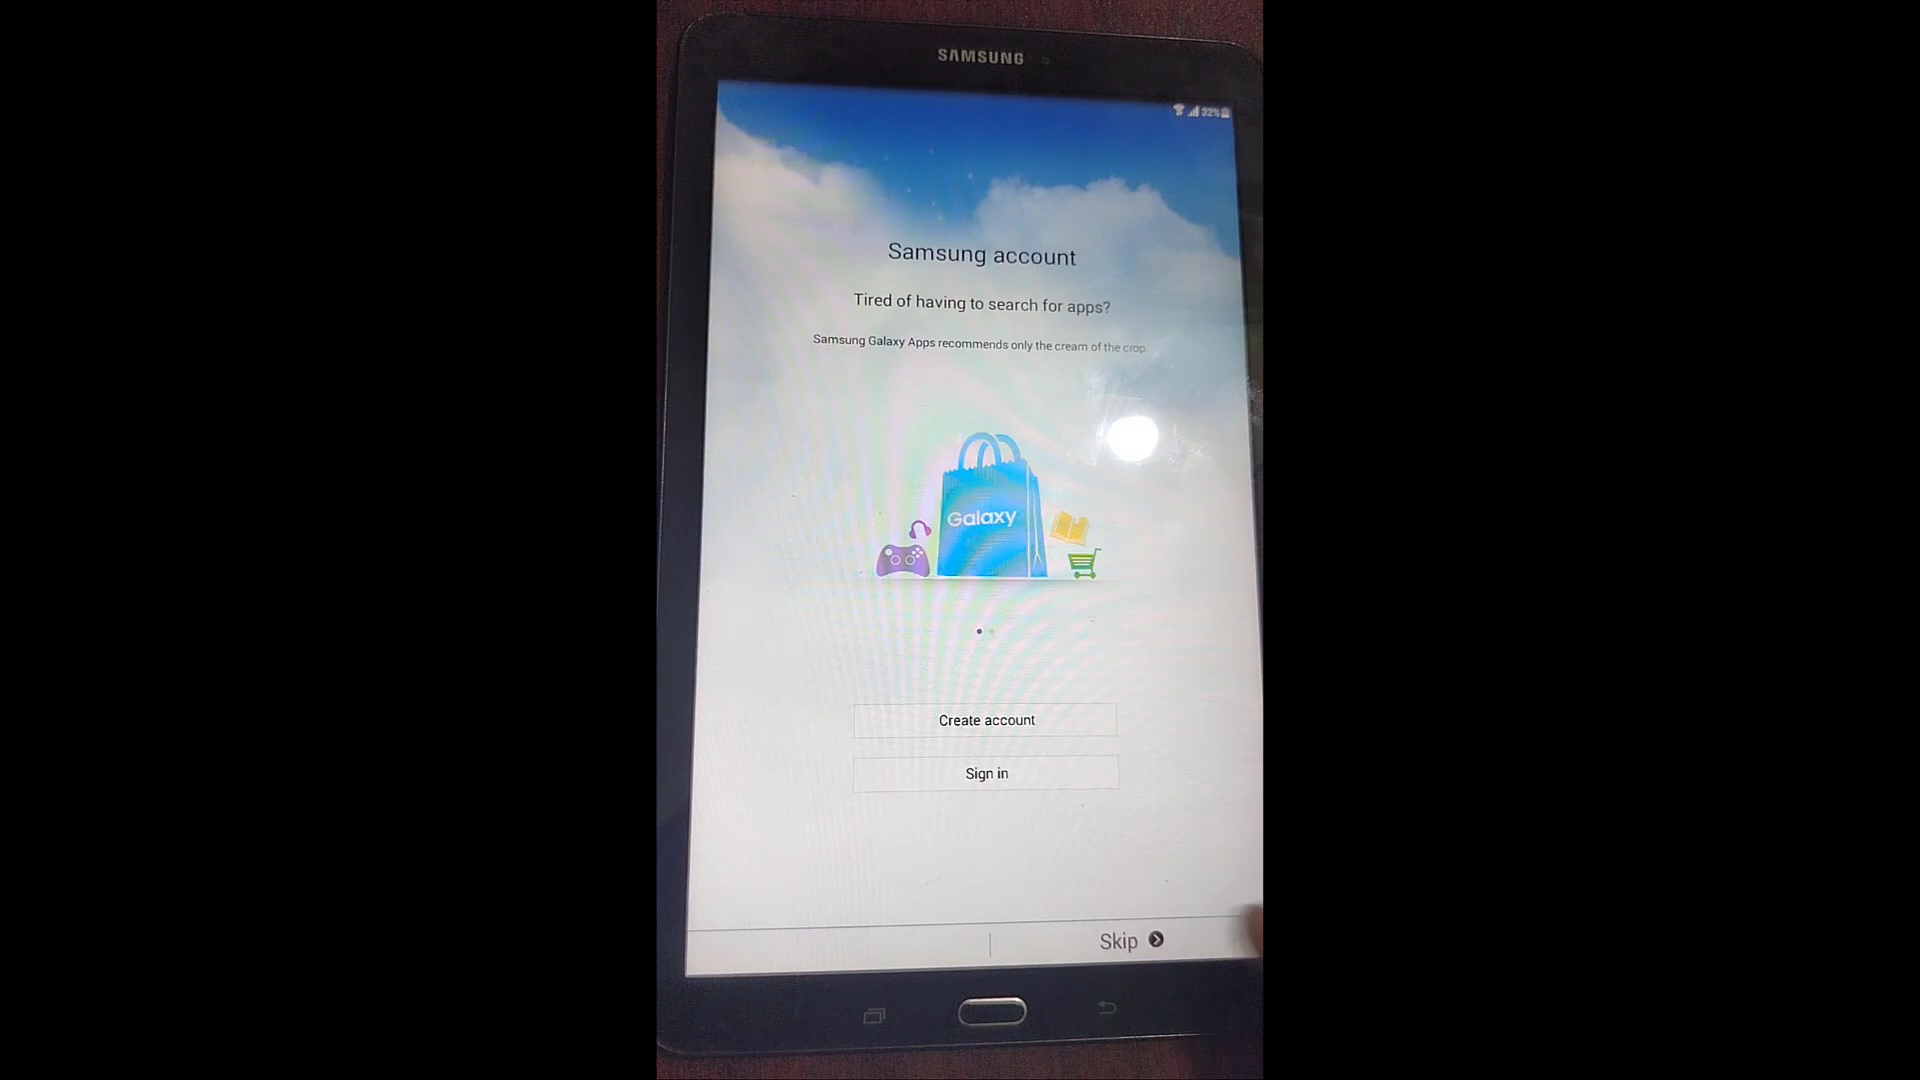 SAMSUNG
32%
Samsung account
Tired of having to search for apps?
Samsung Galaxy Apps recommends only the cream of the crop.
Galaxy
Create account
Sign in
Skip